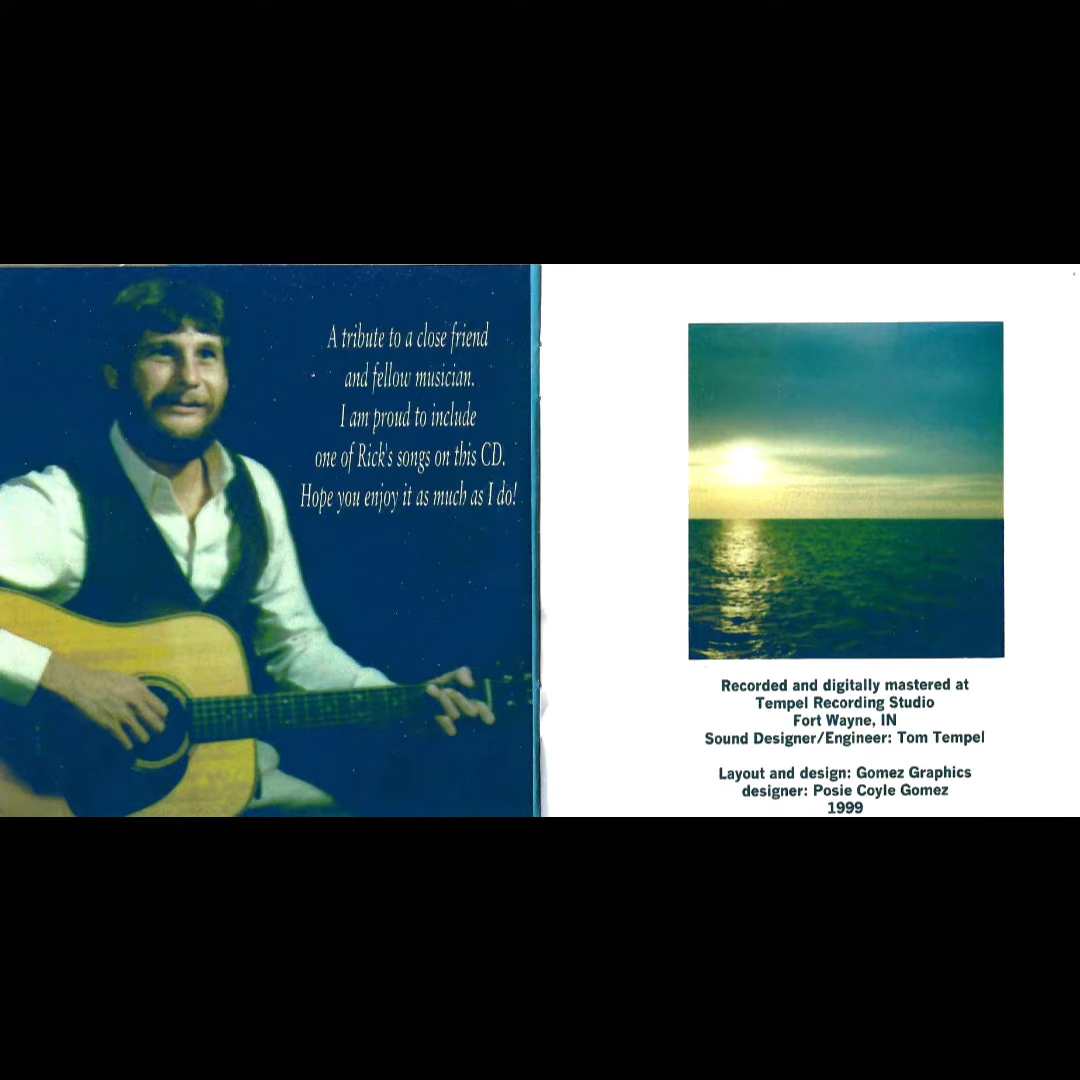 A tribute to a close friend
and fellow musician.
I am proud to include
one of Rick's songs on this CD.
Hope you enjoy it as much as I do!
Recorded and digitally mastered at
Tempel Recording Studio
Fort Wayne, IN
Sound Designer/Engineer: Tom Tempel
Layout and design: Gomez Graphics
designer: Posie Coyle Gomez
1999